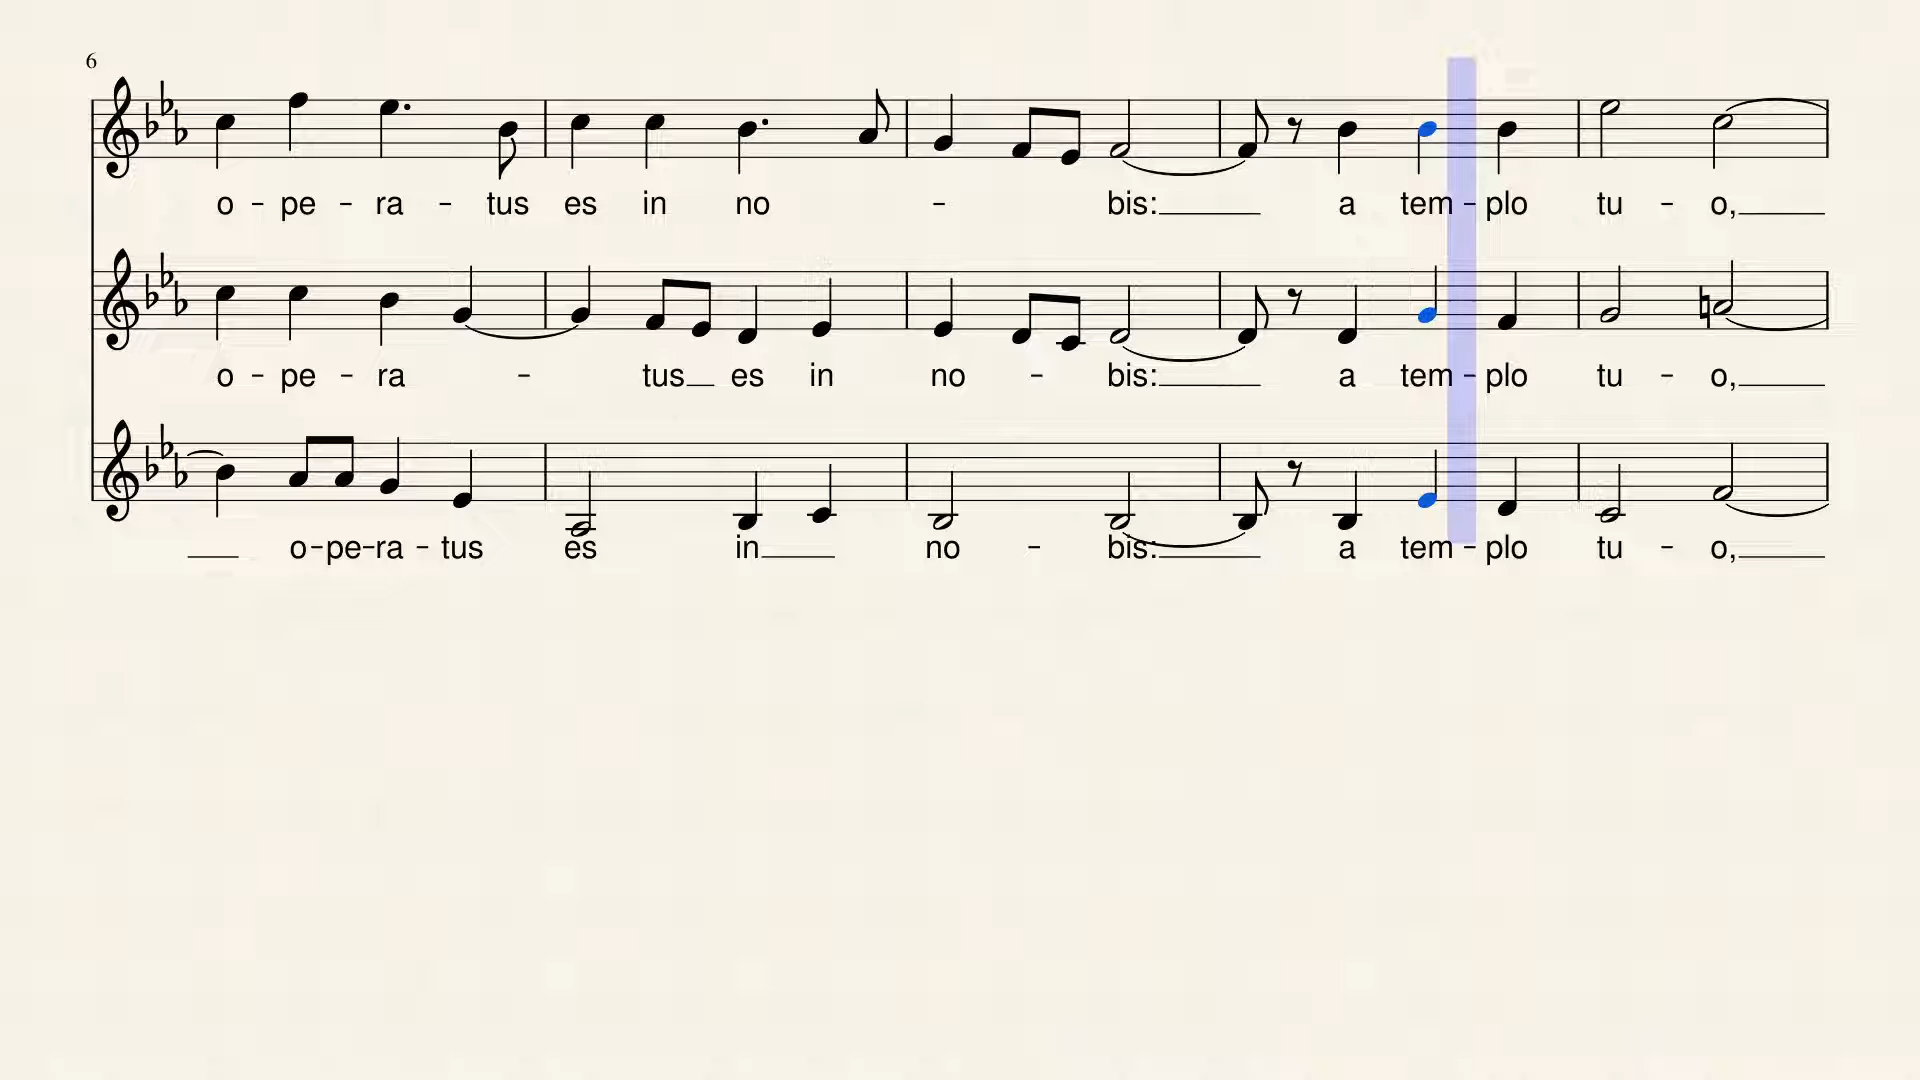 6
o - pe - ra - tus es in no - bis: a tem - plo tu - o,
o - pe - ra - tus es in no - bis: a tem - plo tu - o,
o - pe - ra - tus es in no - bis: a tem - plo tu - o,